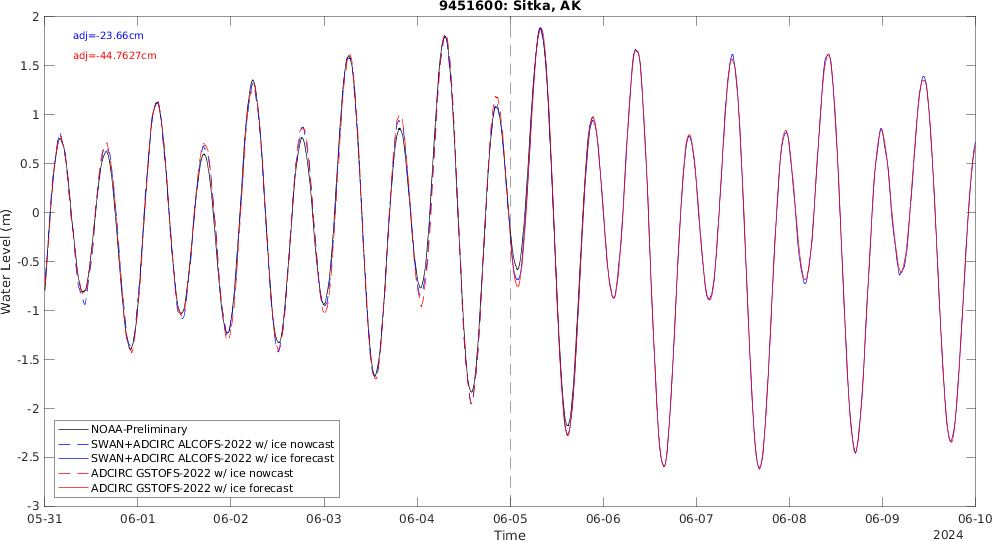 9451600: Sitka, AK
adj=-23.66cm
adj=-44.7627cm
2
1.5
1
0.5
0
-0.5
-1
-1.5
-2
-2.5
-3
Water Level (m)
NOAA-Preliminary
SWAN+ADCIRC ALCOFS-2022 w/ ice nowcast
SWAN+ADCIRC ALCOFS-2022 w/ ice forecast
ADCIRC GSTOFS-2022 w/ ice nowcast
ADCIRC GSTOFS-2022 w/ ice forecast
05-31 06-01 06-02 06-03 06-04 06-05 06-06 06-07 06-08 06-09 06-10
Time
2024